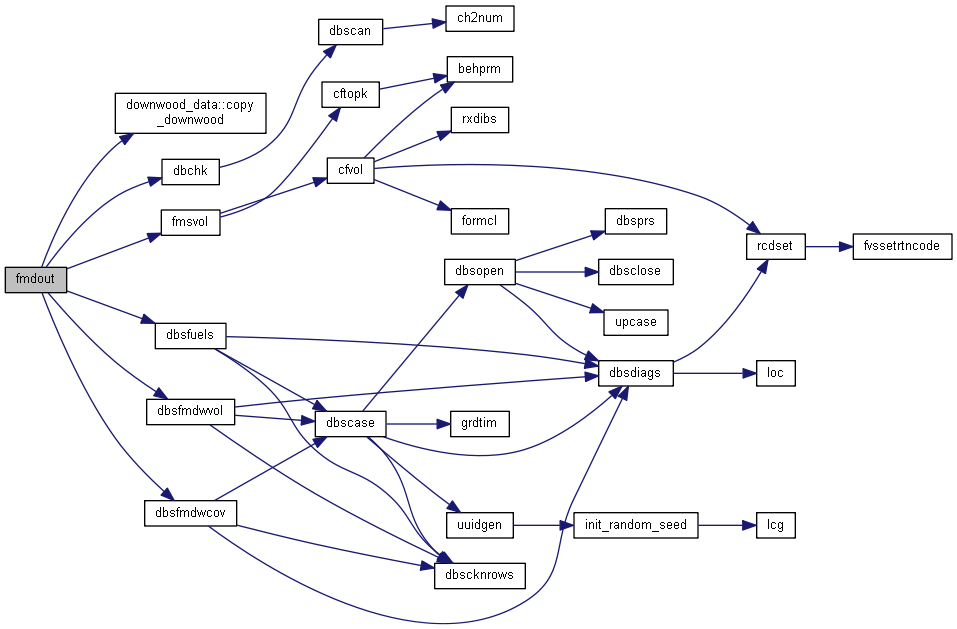 fmdout
downwood_data::copy
_downwood
dbchk
fmsvol
dbsfuels
dbsfmdwvol
dbsfmdwcov
dbscan
cftopk
cfvol
dbscase
ch2num
behprm
rxdibs
formcl
dbsopen
grdtim
uuidgen
dbscknrows
dbsprs
dbsclose
upcase
dbsdiags
init_random_seed
rcdset
loc
lcg
fvssetrtncode